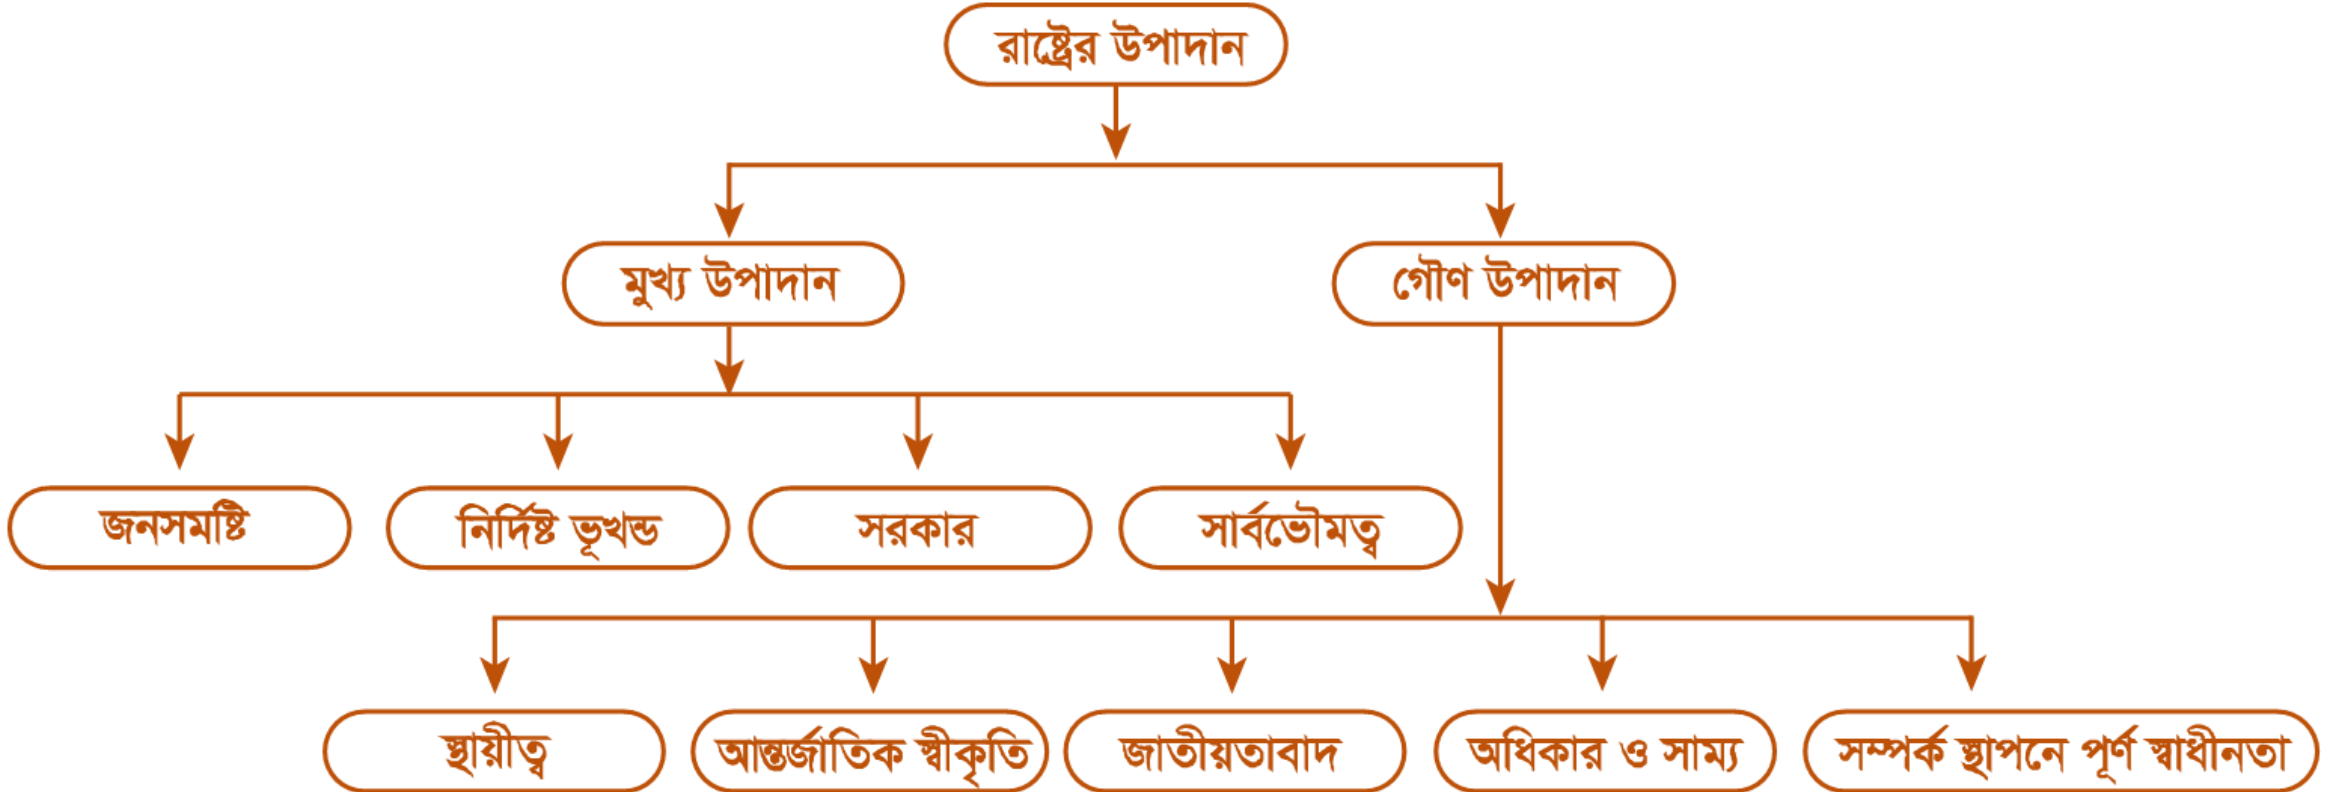 রাষ্ট্রের উপাদান
মুখ্য উপাদান
গৌণ উপাদান
জনসমষ্টি
নির্দিষ্ট ভূখন্ড
সরকার
সার্বভৌমত্ব
স্থায়ীত্ব
আন্তর্জাতিক স্বীকৃতি
জাতীয়তাবাদ
অধিকার ও সাম্য
সম্পর্ক স্থাপনে পূর্ণ স্বাধীনতা